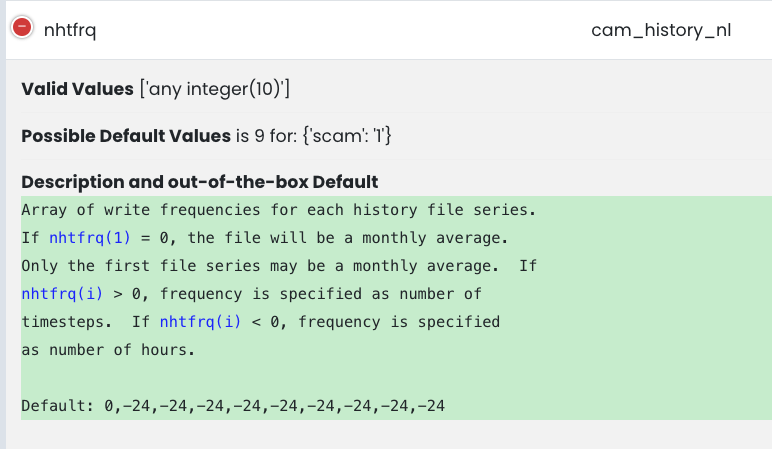 nhtfrq cam_history_nl
Valid Values ['any integer(10)']
Possible Default Values is 9 for: {'scam': '1'}
Description and out-of-the-box Default
Array of write frequencies for each history file series.
If nhtfrq(1) = 0, the file will be a monthly average.
Only the first file series may be a monthly average.  If
nhtfrq(i) > 0, frequency is specified as number of
timesteps.  If nhtfrq(i) < 0, frequency is specified
as number of hours.
Default: 0,-24,-24,-24,-24,-24,-24,-24,-24,-24